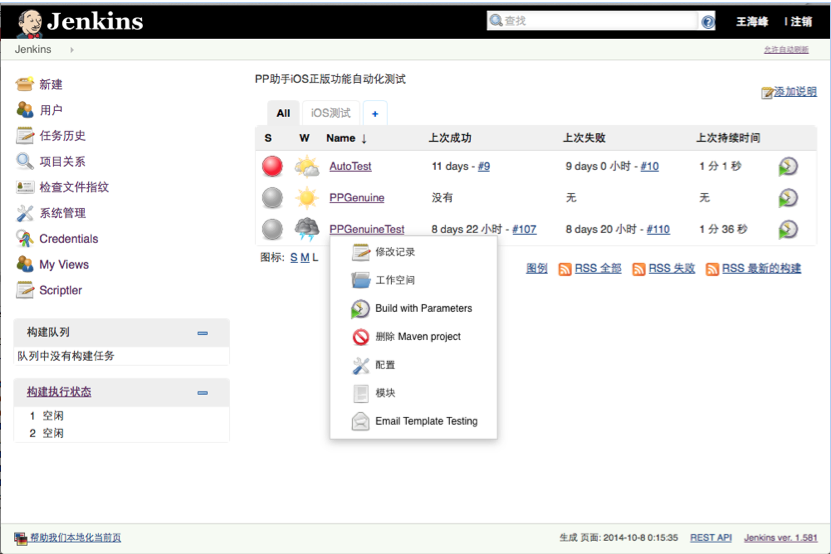 Jenkins
查找
王海峰 | 注销
Jenkins
允许自动刷新
新建
用户
任务历史
项目关系
检查文件指纹
系统管理
Credentials
My Views
Scriptler
构建队列
队列中没有构建任务
构建执行状态
1 空闲
2 空闲
PP助手iOS正版功能自动化测试
添加说明
All iOS测试 +
S W Name ↓ 上次成功 上次失败 上次持续时间
AutoTest 11 days - #9 9 days 0 小时 - #10 1 分 1 秒
PPGenuine 没有 无 无
PPGenuineTest 8 days 22 小时 - #107 8 days 20 小时 - #110 1 分 36 秒
图标: S M L
图例 RSS 全部 RSS 失败 RSS 最新的构建
修改记录
工作空间
Build with Parameters
删除 Maven project
配置
模块
Email Template Testing
帮助我们本地化当前页
生成 页面: 2014-10-8 0:15:35 REST API Jenkins ver. 1.581